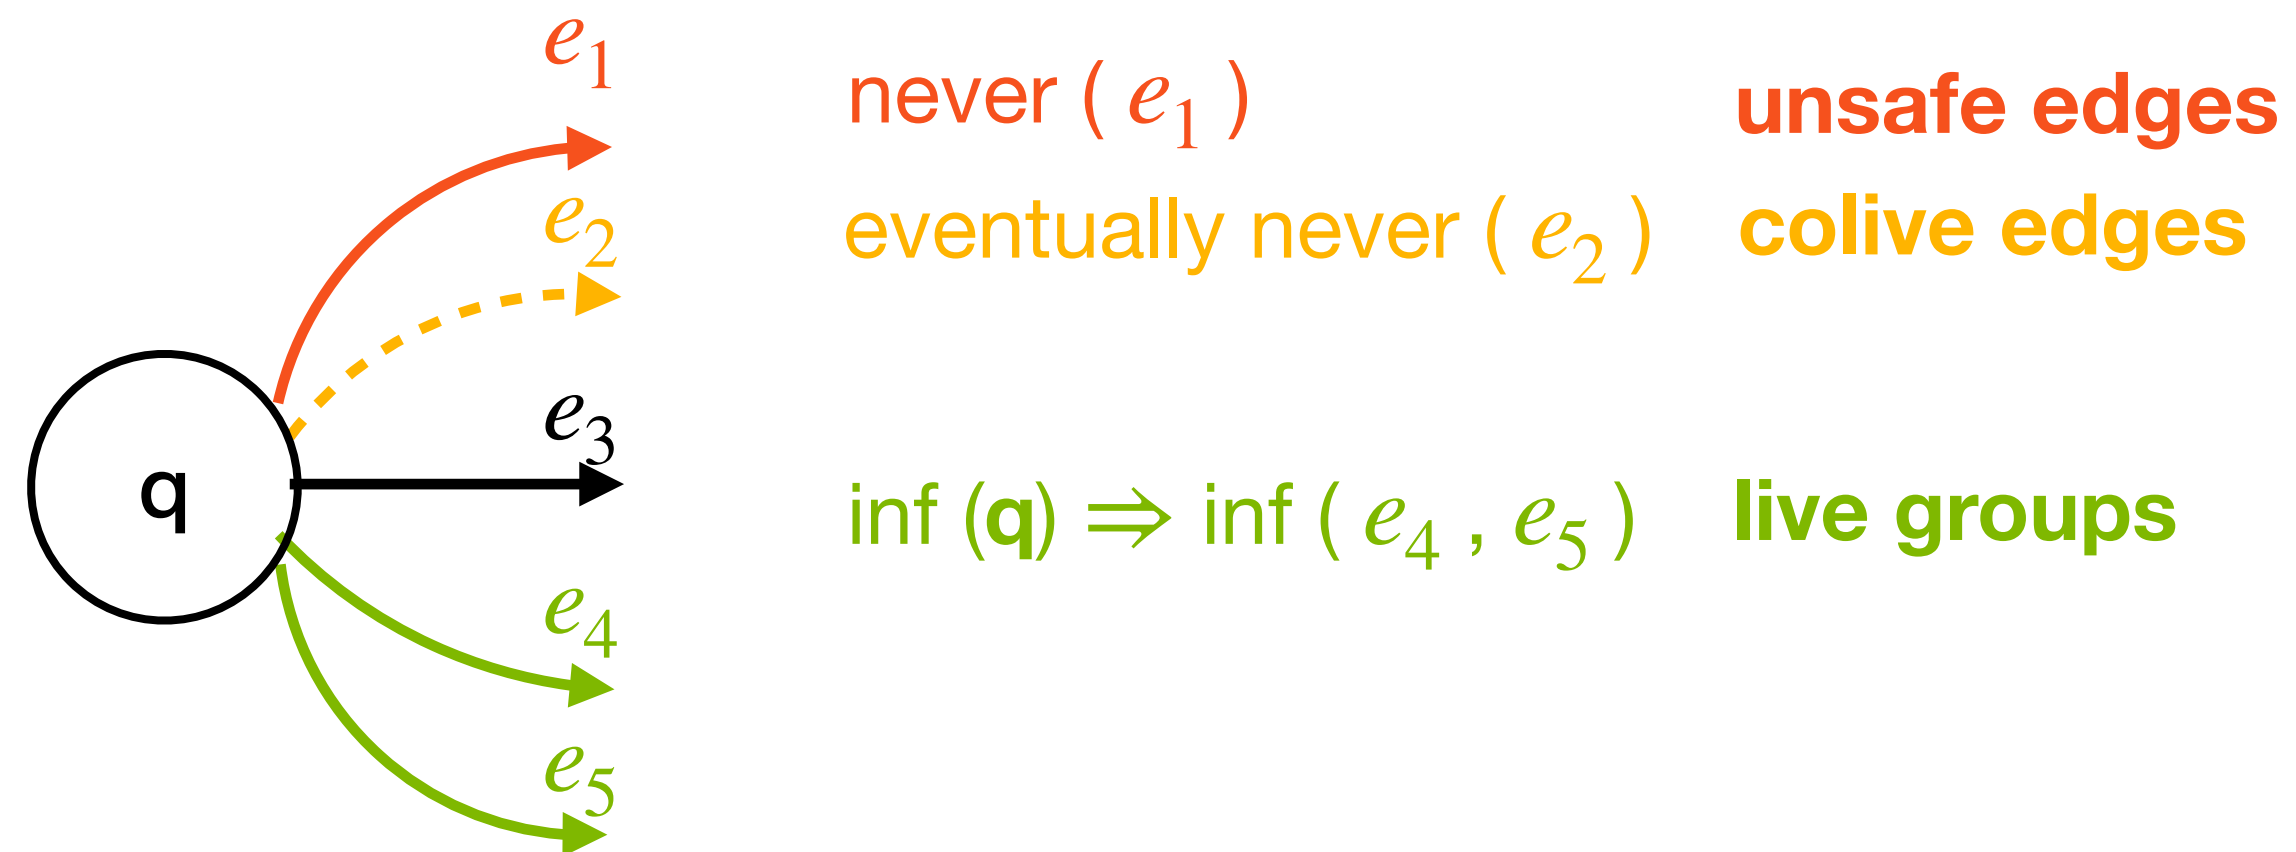 e₁
never ( e₁ ) unsafe edges
e₂
eventually never ( e₂ ) colive edges
e₃
q
inf (q) ⇒ inf ( e₄ , e₅ ) live groups
e₄
e₅